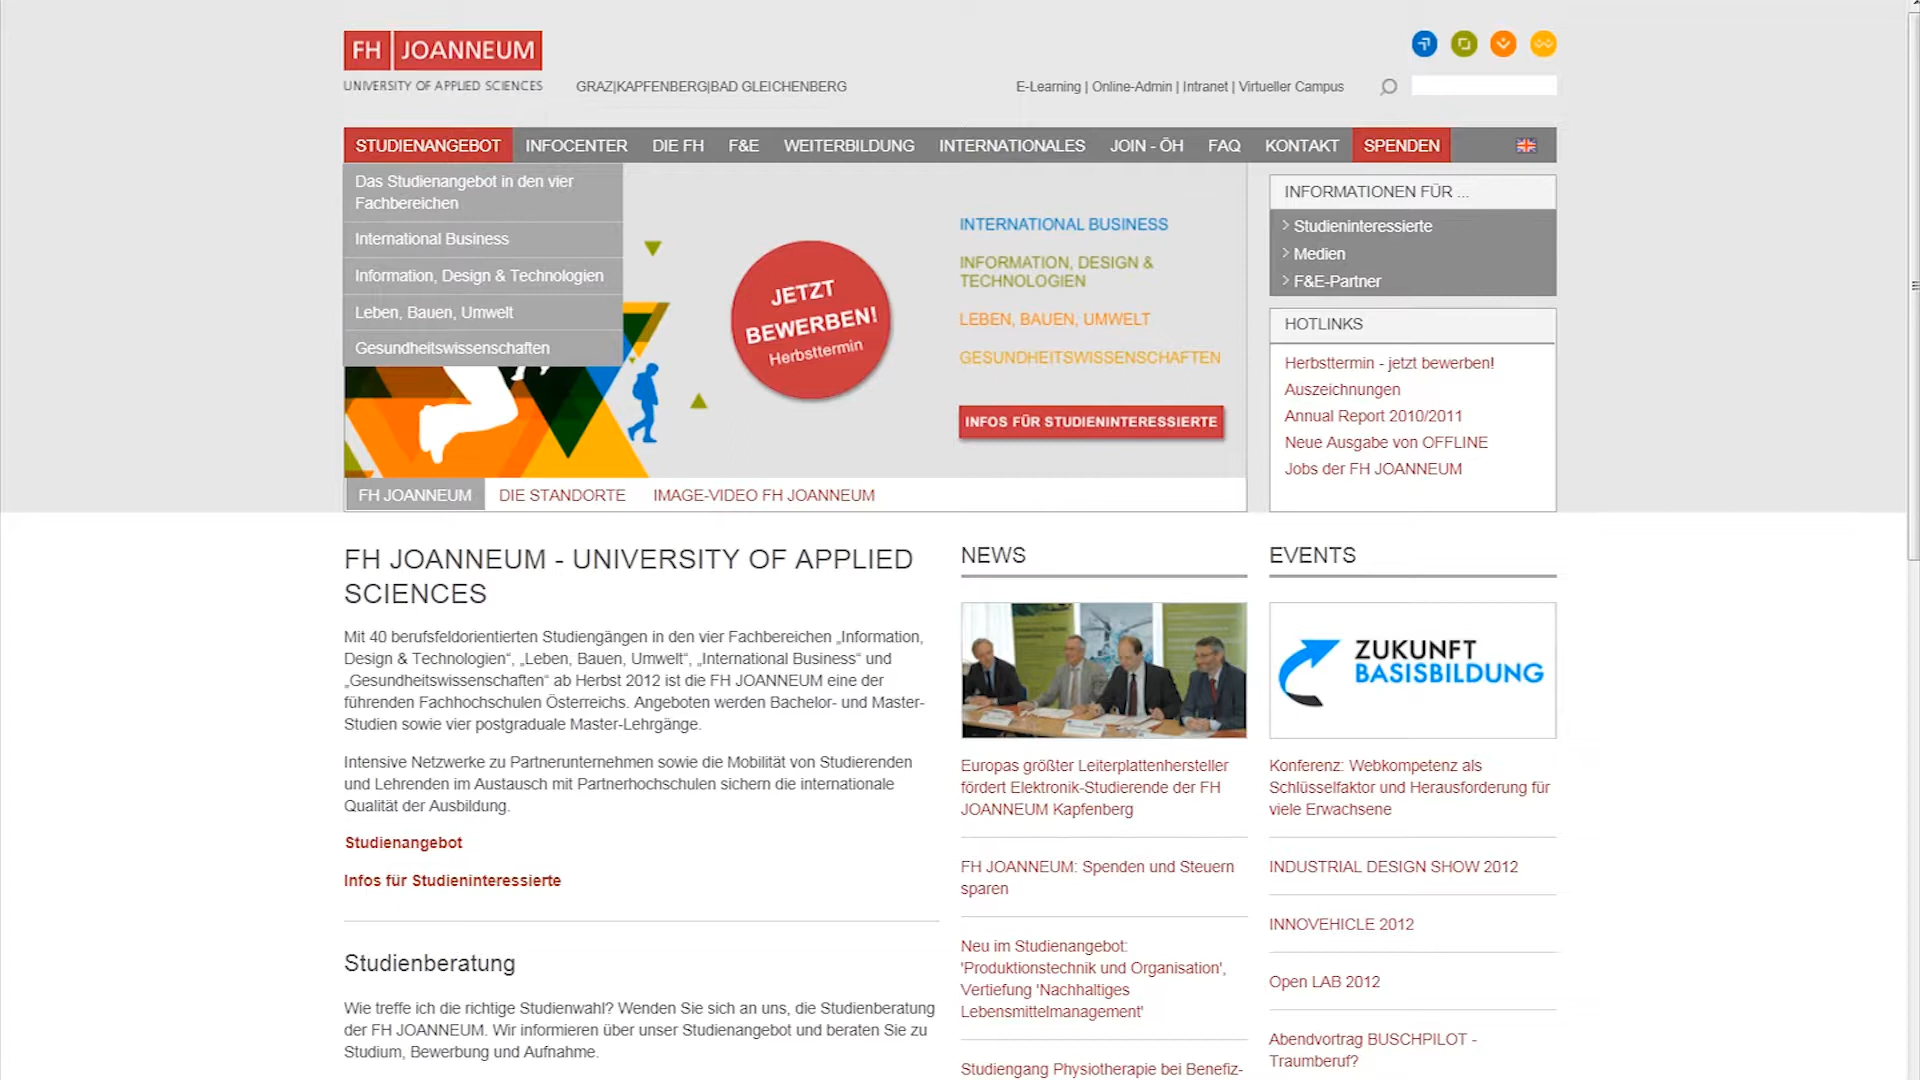 FH JOANNEUM
UNIVERSITY OF APPLIED SCIENCES
GRAZ|KAPFENBERG|BAD GLEICHENBERG
E-Learning | Online-Admin | Intranet | Virtueller Campus
STUDIENANGEBOT INFOCENTER DIE FH F&E WEITERBILDUNG INTERNATIONALES JOIN - ÖH FAQ KONTAKT SPENDEN
Das Studienangebot in den vier
Fachbereichen
International Business
Information, Design & Technologien
Leben, Bauen, Umwelt
Gesundheitswissenschaften
JETZT
BEWERBEN!
Herbsttermin
INTERNATIONAL BUSINESS
INFORMATION, DESIGN &
TECHNOLOGIEN
LEBEN, BAUEN, UMWELT
GESUNDHEITSWISSENSCHAFTEN
INFOS FÜR STUDIENINTERESSIERTE
FH JOANNEUM DIE STANDORTE IMAGE-VIDEO FH JOANNEUM
INFORMATIONEN FÜR ...
Studieninteressierte
Medien
F&E-Partner
HOTLINKS
Herbsttermin - jetzt bewerben!
Auszeichnungen
Annual Report 2010/2011
Neue Ausgabe von OFFLINE
Jobs der FH JOANNEUM
FH JOANNEUM - UNIVERSITY OF APPLIED
SCIENCES
Mit 40 berufsfeldorientierten Studiengängen in den vier Fachbereichen „Information,
Design & Technologien“, „Leben, Bauen, Umwelt“, „International Business“ und
„Gesundheitswissenschaften“ ab Herbst 2012 ist die FH JOANNEUM eine der
führenden Fachhochschulen Österreichs. Angeboten werden Bachelor- und Master-
Studien sowie vier postgraduale Master-Lehrgänge.
Intensive Netzwerke zu Partnerunternehmen sowie die Mobilität von Studierenden
und Lehrenden im Austausch mit Partnerhochschulen sichern die internationale
Qualität der Ausbildung.
Studienangebot
Infos für Studieninteressierte
Studienberatung
Wie treffe ich die richtige Studienwahl? Wenden Sie sich an uns, die Studienberatung
der FH JOANNEUM. Wir informieren über unser Studienangebot und beraten Sie zu
Studium, Bewerbung und Aufnahme.
NEWS
Europas größter Leiterplattenhersteller
fördert Elektronik-Studierende der FH
JOANNEUM Kapfenberg
FH JOANNEUM: Spenden und Steuern
sparen
Neu im Studienangebot:
'Produktionstechnik und Organisation',
Vertiefung 'Nachhaltiges
Lebensmittelmanagement'
Studiengang Physiotherapie bei Benefiz-
EVENTS
ZUKUNFT
BASISBILDUNG
Konferenz: Webkompetenz als
Schlüsselfaktor und Herausforderung für
viele Erwachsene
INDUSTRIAL DESIGN SHOW 2012
INNOVEHICLE 2012
Open LAB 2012
Abendvortrag BUSCHPILOT -
Traumberuf?